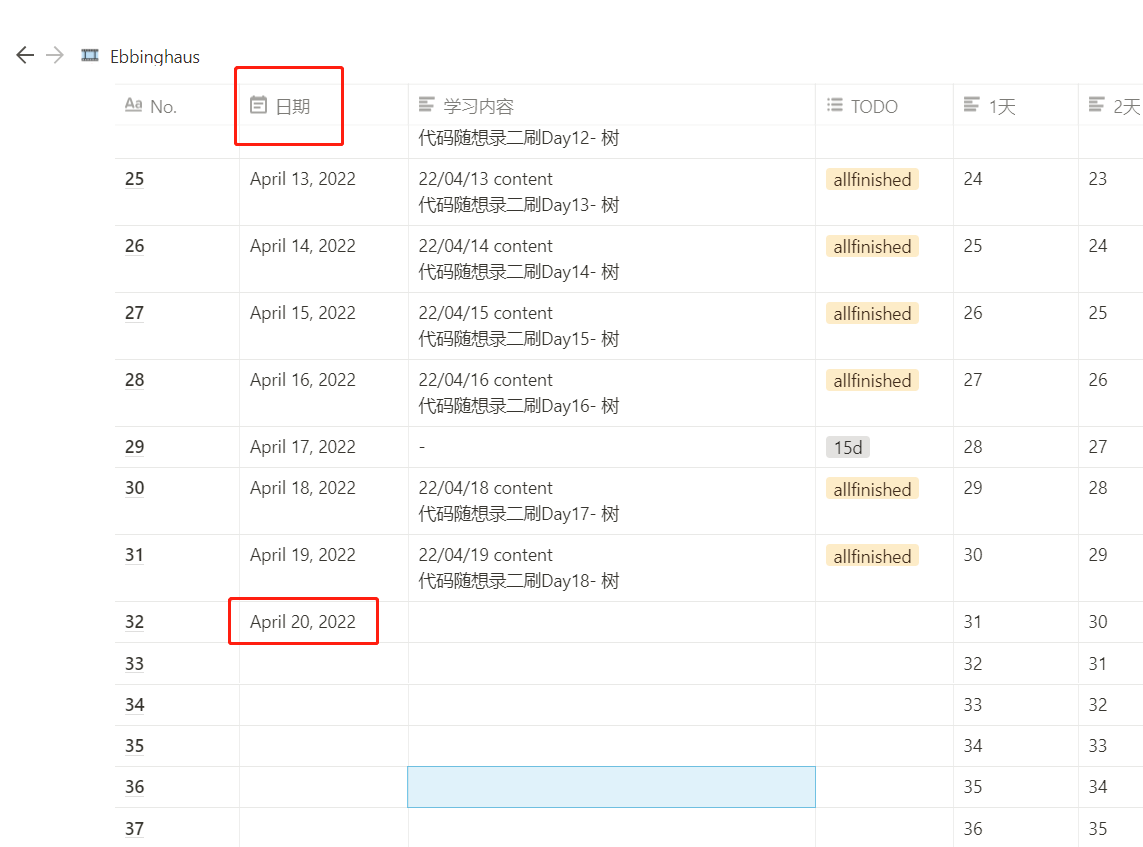 Ebbinghaus
No. 日期 学习内容 TODO 1天 2天
代码随想录二刷Day12- 树
25 April 13, 2022 22/04/13 content allfinished 24 23
代码随想录二刷Day13- 树
26 April 14, 2022 22/04/14 content allfinished 25 24
代码随想录二刷Day14- 树
27 April 15, 2022 22/04/15 content allfinished 26 25
代码随想录二刷Day15- 树
28 April 16, 2022 22/04/16 content allfinished 27 26
代码随想录二刷Day16- 树
29 April 17, 2022 - 15d 28 27
30 April 18, 2022 22/04/18 content allfinished 29 28
代码随想录二刷Day17- 树
31 April 19, 2022 22/04/19 content allfinished 30 29
代码随想录二刷Day18- 树
32 April 20, 2022 31 30
33 32 31
34 33 32
35 34 33
36 35 34
37 36 35